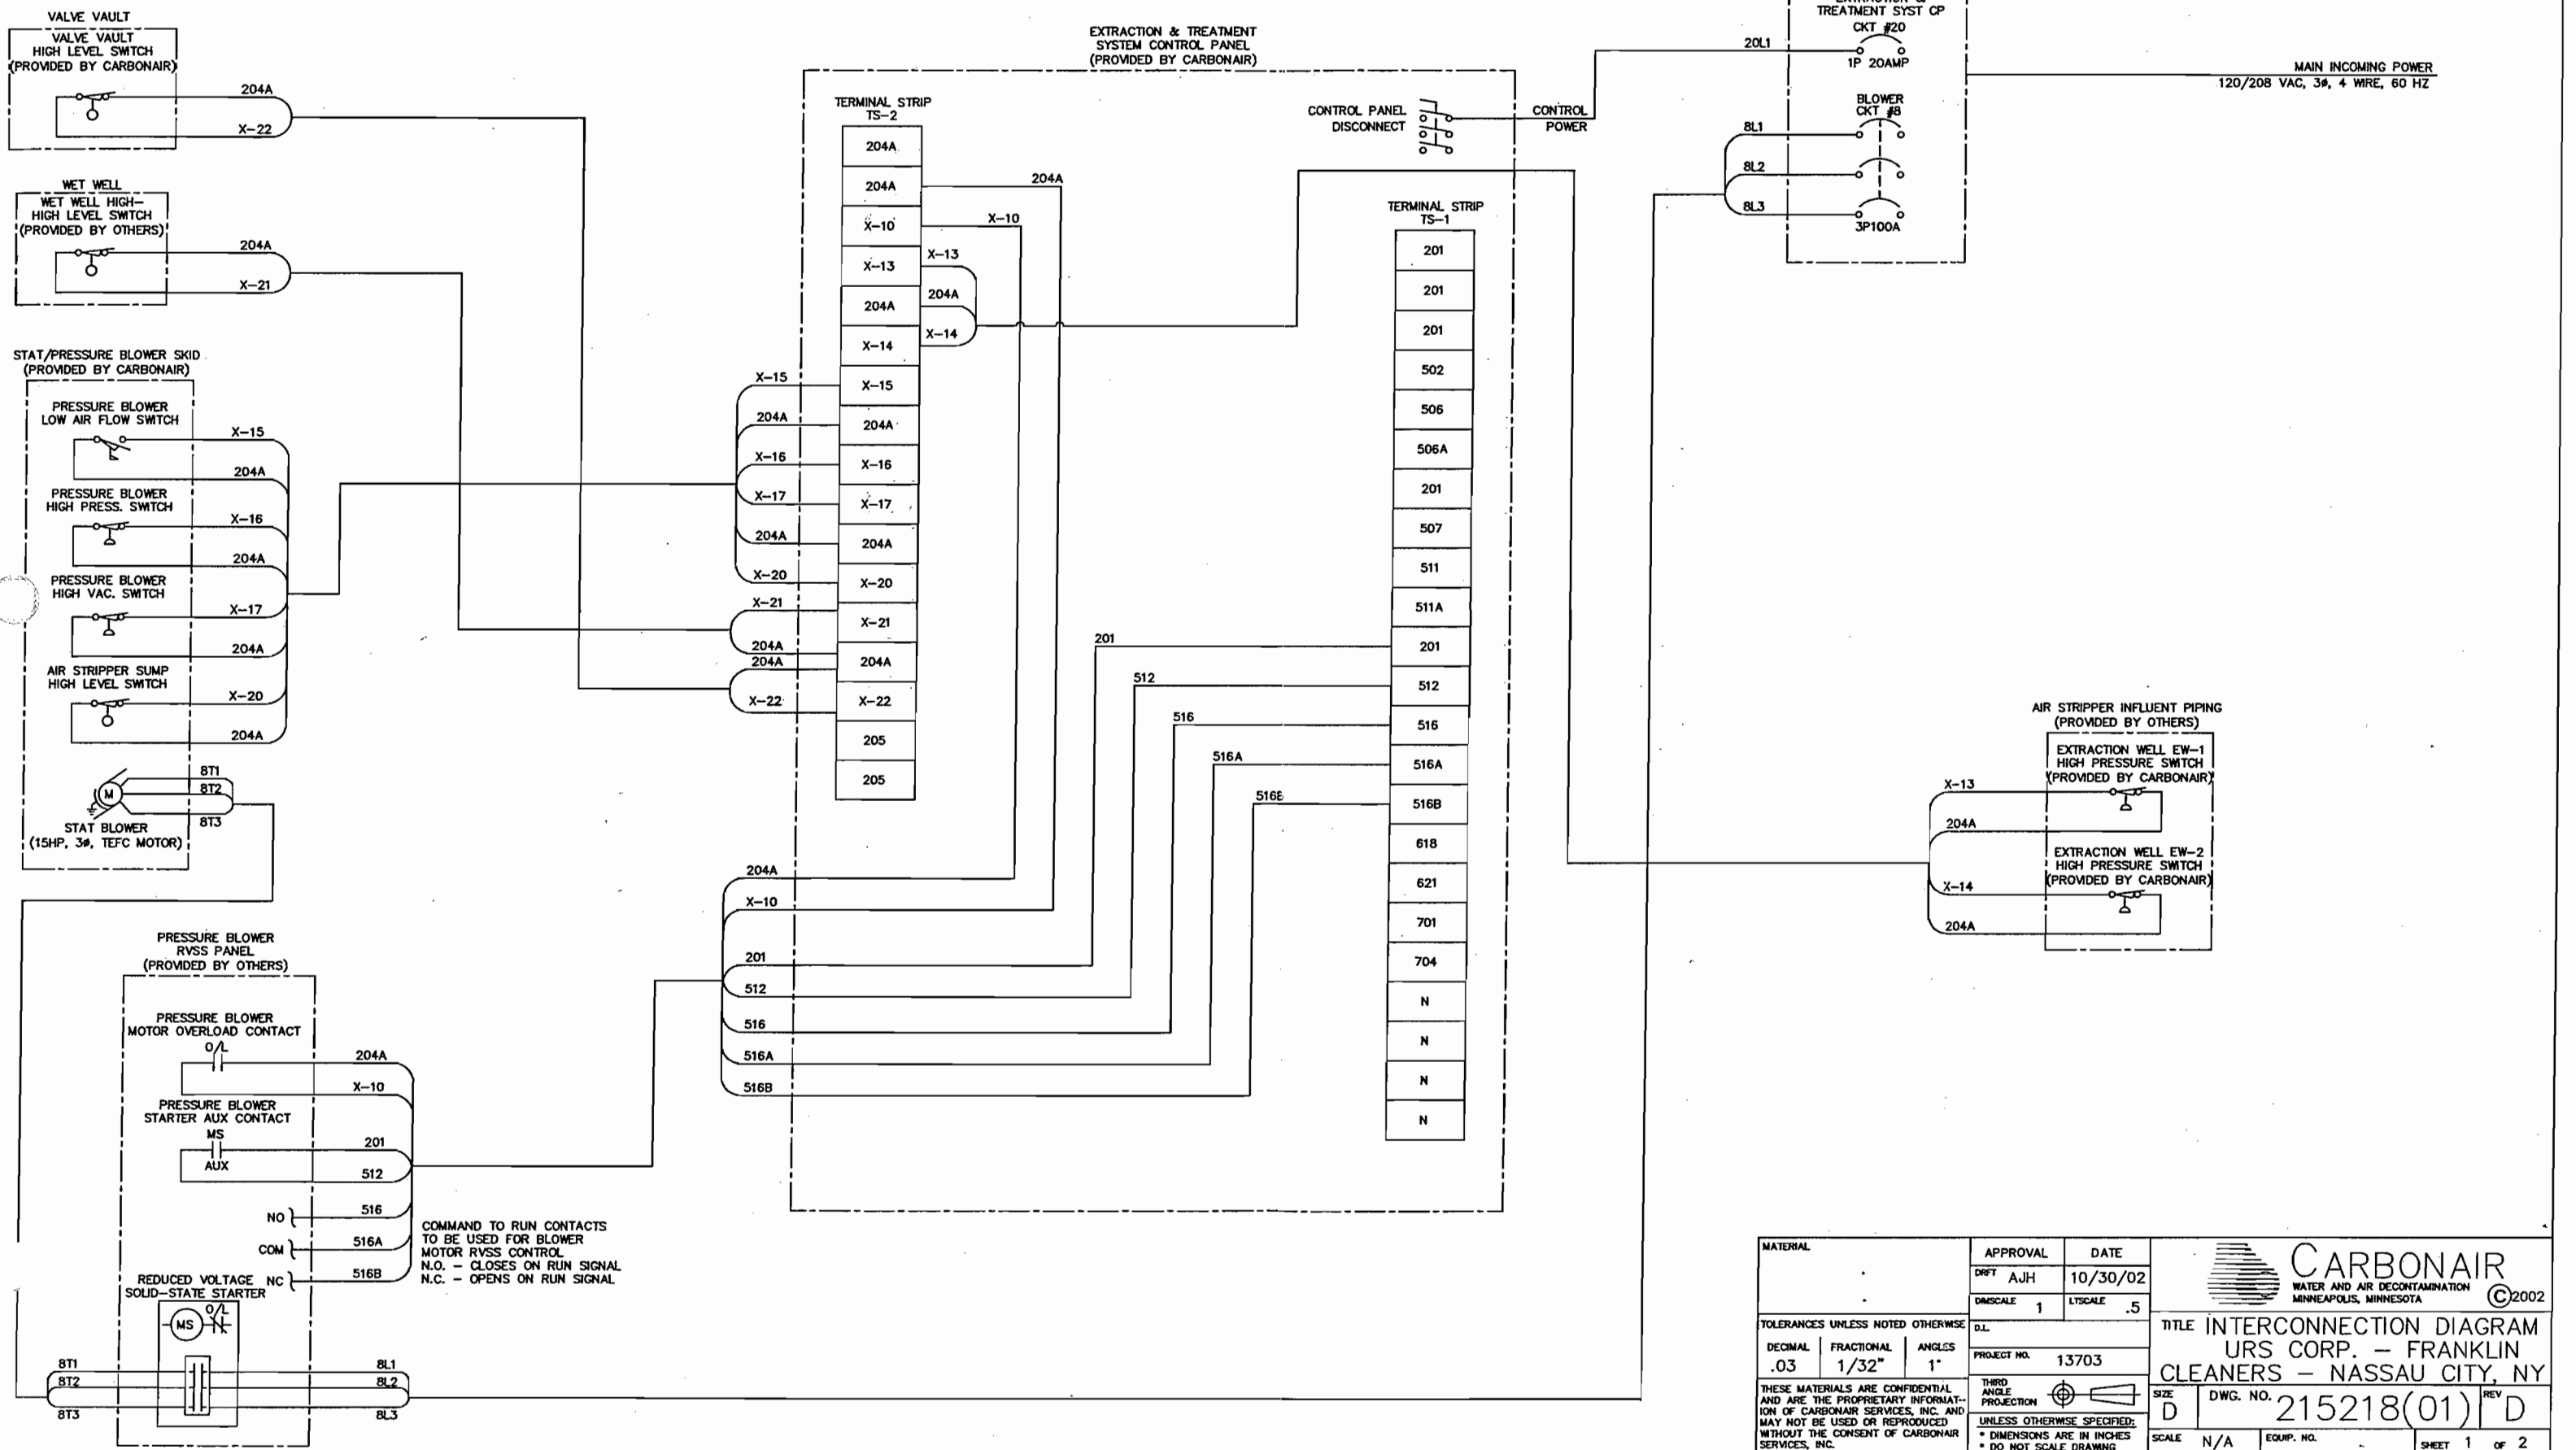 VALVE VAULT
VALVE VAULT
HIGH LEVEL SWITCH
(PROVIDED BY CARBONAIR)
204A
X-22
WET WELL
WET WELL HIGH-
HIGH LEVEL SWITCH
(PROVIDED BY OTHERS)
204A
X-21
STAT/PRESSURE BLOWER SKID
(PROVIDED BY CARBONAIR)
PRESSURE BLOWER
LOW AIR FLOW SWITCH
X-15
204A
PRESSURE BLOWER
HIGH PRESS. SWITCH
X-16
204A
PRESSURE BLOWER
HIGH VAC. SWITCH
X-17
204A
AIR STRIPPER SUMP
HIGH LEVEL SWITCH
X-20
204A
M
8T1
8T2
8T3
STAT BLOWER
(15HP, 3ø, TEFC MOTOR)
PRESSURE BLOWER
RVSS PANEL
(PROVIDED BY OTHERS)
PRESSURE BLOWER
MOTOR OVERLOAD CONTACT
O/L
204A
X-10
PRESSURE BLOWER
STARTER AUX CONTACT
MS
AUX
201
512
NO
516
COM
516A
NC
516B
REDUCED VOLTAGE
SOLID-STATE STARTER
MS
O/L
8T1
8T2
8T3
8L1
8L2
8L3
COMMAND TO RUN CONTACTS
TO BE USED FOR BLOWER
MOTOR RVSS CONTROL
N.O. - CLOSES ON RUN SIGNAL
N.C. - OPENS ON RUN SIGNAL
EXTRACTION & TREATMENT
SYSTEM CONTROL PANEL
(PROVIDED BY CARBONAIR)
TERMINAL STRIP
TS-2
204A
204A
X-10
X-13
204A
X-14
X-15
204A
X-16
X-17
204A
X-20
X-21
204A
X-22
205
205
204A
X-10
X-13
204A
X-14
X-15
204A
X-16
X-17
204A
X-20
X-21
204A
204A
X-22
204A
X-10
201
512
516
516A
516B
201
512
516
516A
516B
CONTROL PANEL
DISCONNECT
CONTROL
POWER
TERMINAL STRIP
TS-1
201
201
201
502
506
506A
201
507
511
511A
201
512
516
516A
516B
618
621
701
704
N
N
N
N
TREATMENT SYST CP
CKT #20
20L1
1P 20AMP
BLOWER
CKT #8
8L1
8L2
8L3
3P100A
MAIN INCOMING POWER
120/208 VAC, 3ø, 4 WIRE, 60 HZ
AIR STRIPPER INFLUENT PIPING
(PROVIDED BY OTHERS)
EXTRACTION WELL EW-1
HIGH PRESSURE SWITCH
(PROVIDED BY CARBONAIR)
X-13
204A
EXTRACTION WELL EW-2
HIGH PRESSURE SWITCH
(PROVIDED BY CARBONAIR)
X-14
204A
MATERIAL
TOLERANCES UNLESS NOTED OTHERWISE
DECIMAL
.03
FRACTIONAL
1/32"
ANGLES
1°
THESE MATERIALS ARE CONFIDENTIAL
AND ARE THE PROPRIETARY INFORMAT-
ION OF CARBONAIR SERVICES, INC. AND
MAY NOT BE USED OR REPRODUCED
WITHOUT THE CONSENT OF CARBONAIR
SERVICES, INC.
APPROVAL
DATE
DRFT AJH
10/30/02
DIMSCALE 1
LTSCALE .5
D.L.
PROJECT NO. 13703
THIRD
ANGLE
PROJECTION
UNLESS OTHERWISE SPECIFIED:
• DIMENSIONS ARE IN INCHES
• DO NOT SCALE DRAWING
CARBONAIR
WATER AND AIR DECONTAMINATION
MINNEAPOLIS, MINNESOTA
©2002
TITLE INTERCONNECTION DIAGRAM
URS CORP. - FRANKLIN
CLEANERS - NASSAU CITY, NY
SIZE D
DWG. NO. 215218(01)
REV D
SCALE N/A
EQUIP. NO.
SHEET 1 OF 2